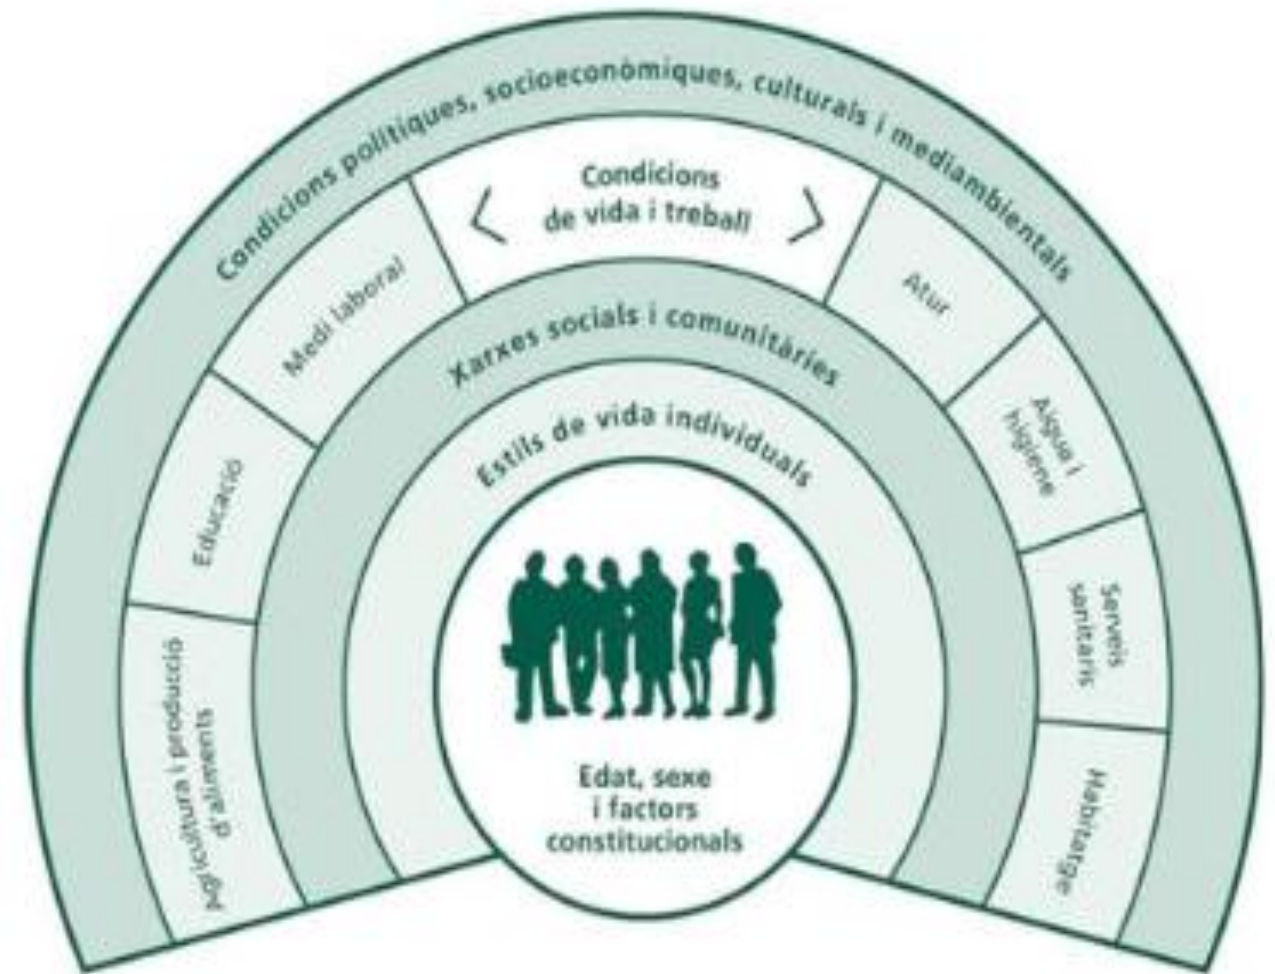 Condicions polítiques, socioeconòmiques, culturals i mediambientals
Condicions
de vida i treball
Agricultura i producció
d'aliments
Educació
Medi laboral
Atur
Aigua i
higiene
Serveis
sanitaris
Habitatge
Xarxes socials i comunitàries
Estils de vida individuals
Edat, sexe
i factors
constitucionals